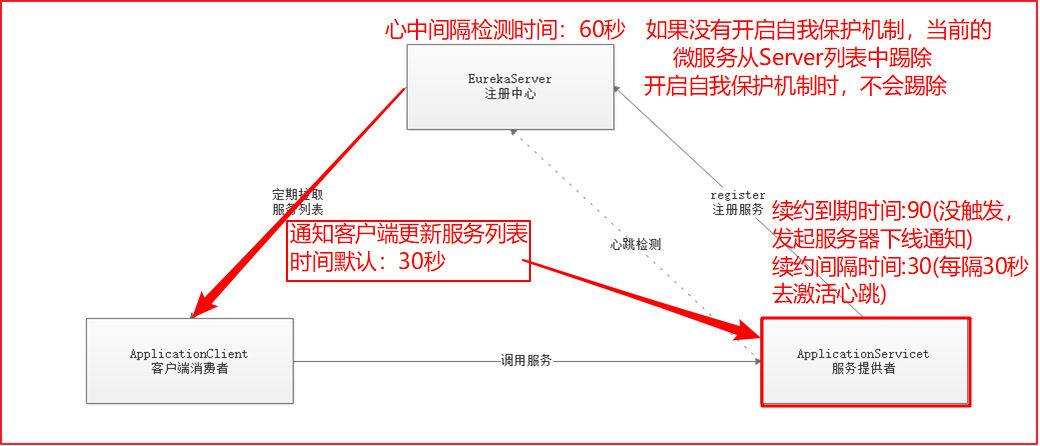 心中间隔检测时间：60秒
如果没有开启自我保护机制，当前的
微服务从Server列表中踢除
开启自我保护机制时，不会踢除
EurekaServer
注册中心
定期拉取
服务列表
register
注册服务
续约到期时间:90(没触发，
发起服务器下线通知)
续约间隔时间:30(每隔30秒
去激活心跳)
通知客户端更新服务列表
时间默认：30秒
心跳检测
ApplicationClient
客户端消费者
调用服务
ApplicationServicet
服务提供者